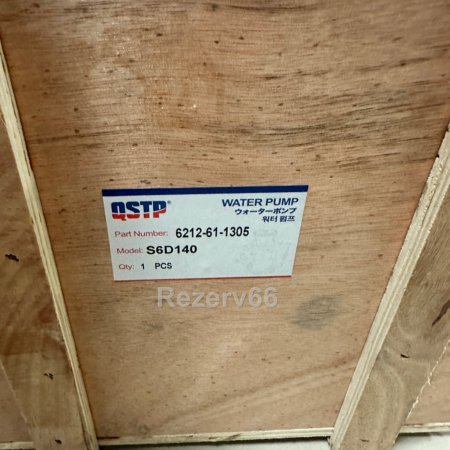 QSTP
WATER PUMP
ウォーターポンプ
워터 펌프
Part Number: 6212-61-1305
Model: S6D140
Qty: 1 PCS
Rezerv66